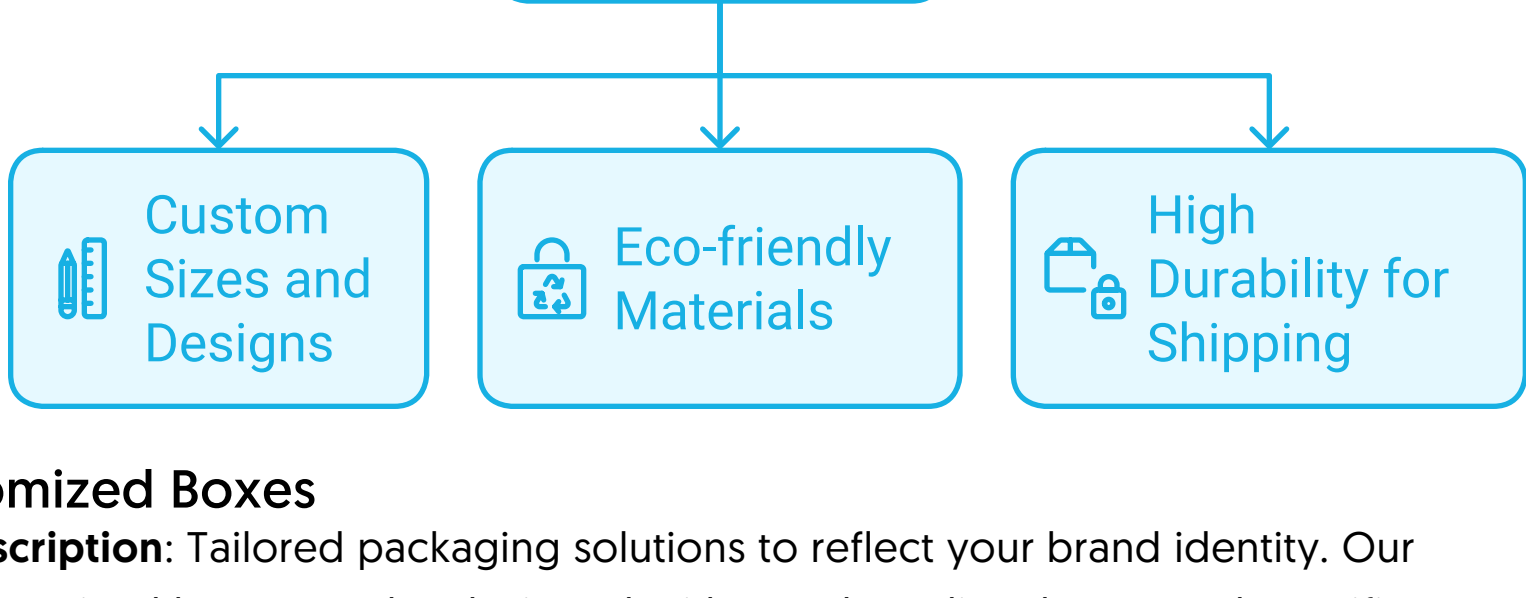 Custom
Sizes and
Designs
Eco-friendly
Materials
High
Durability for
Shipping
omized Boxes
scription: Tailored packaging solutions to reflect your brand identity. Our